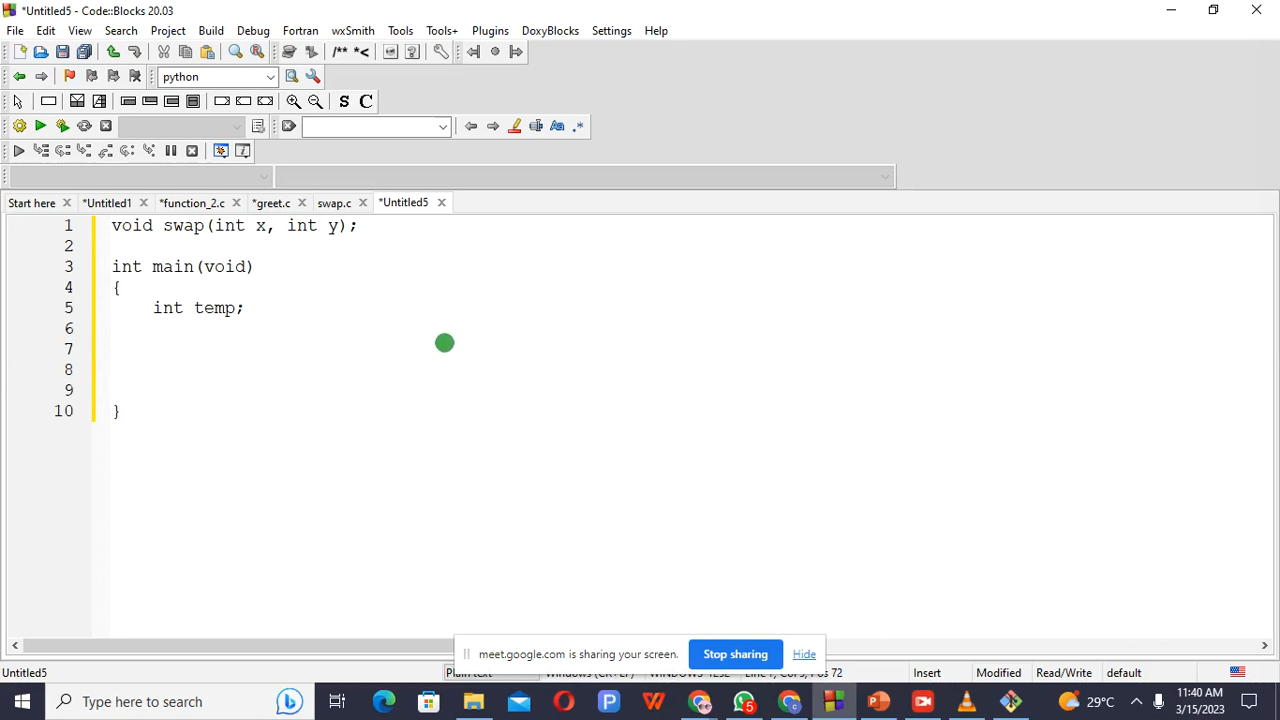 *Untitled5 - Code::Blocks 20.03
File Edit View Search Project Build Debug Fortran wxSmith Tools Tools+ Plugins DoxyBlocks Settings Help
/** *<
python
S C
Start here *Untitled1 *function_2.c *greet.c swap.c *Untitled5
1 void swap(int x, int y);
2
3 int main(void)
4 {
5 int temp;
6
7
8
9
10 }
meet.google.com is sharing your screen. Stop sharing Hide
Untitled5 Plain text Insert Modified Read/Write default
Type here to search 5 29°C 11:40 AM
3/15/2023